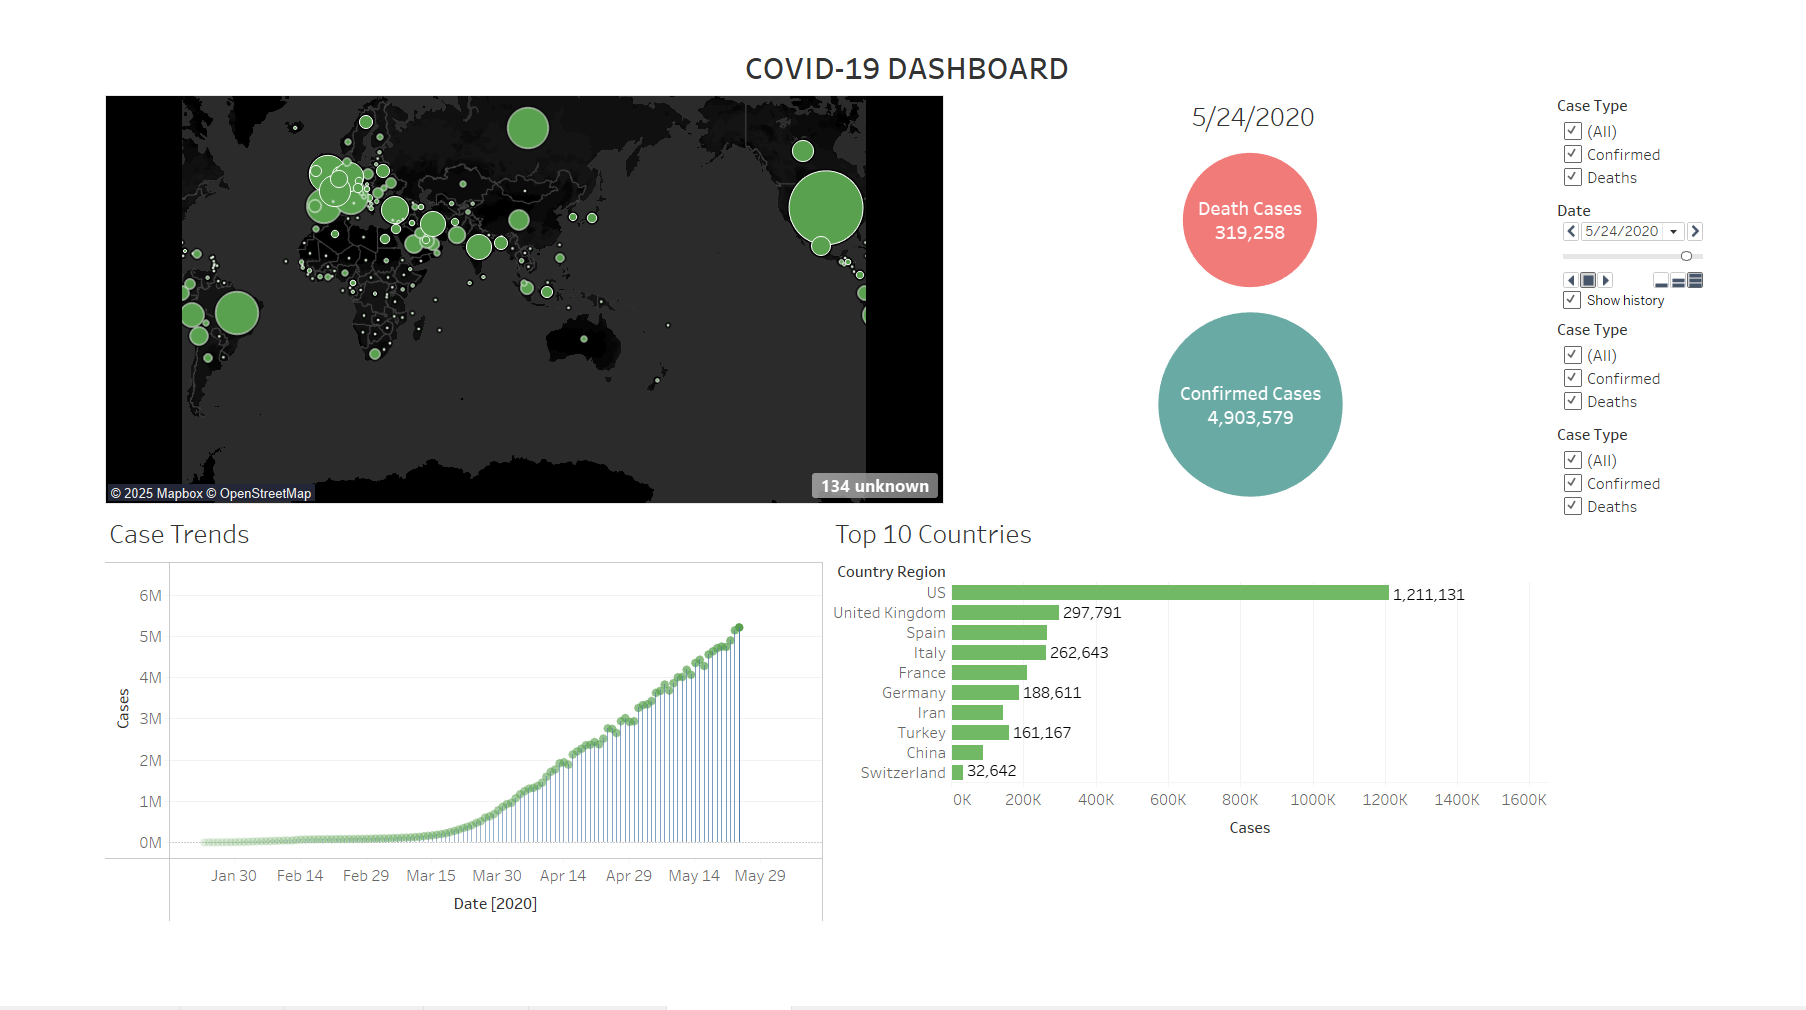 COVID-19 DASHBOARD
© 2025 Mapbox © OpenStreetMap
134 unknown
5/24/2020
Death Cases
319,258
Confirmed Cases
4,903,579
Case Type
(All)
Confirmed
Deaths
Date
5/24/2020
Show history
Case Type
(All)
Confirmed
Deaths
Case Type
(All)
Confirmed
Deaths
Case Trends
Cases
6M
5M
4M
3M
2M
1M
0M
Jan 30 Feb 14 Feb 29 Mar 15 Mar 30 Apr 14 Apr 29 May 14 May 29
Date [2020]
Top 10 Countries
Country Region
US 1,211,131
United Kingdom 297,791
Spain
Italy 262,643
France
Germany 188,611
Iran
Turkey 161,167
China
Switzerland 32,642
0K 200K 400K 600K 800K 1000K 1200K 1400K 1600K
Cases